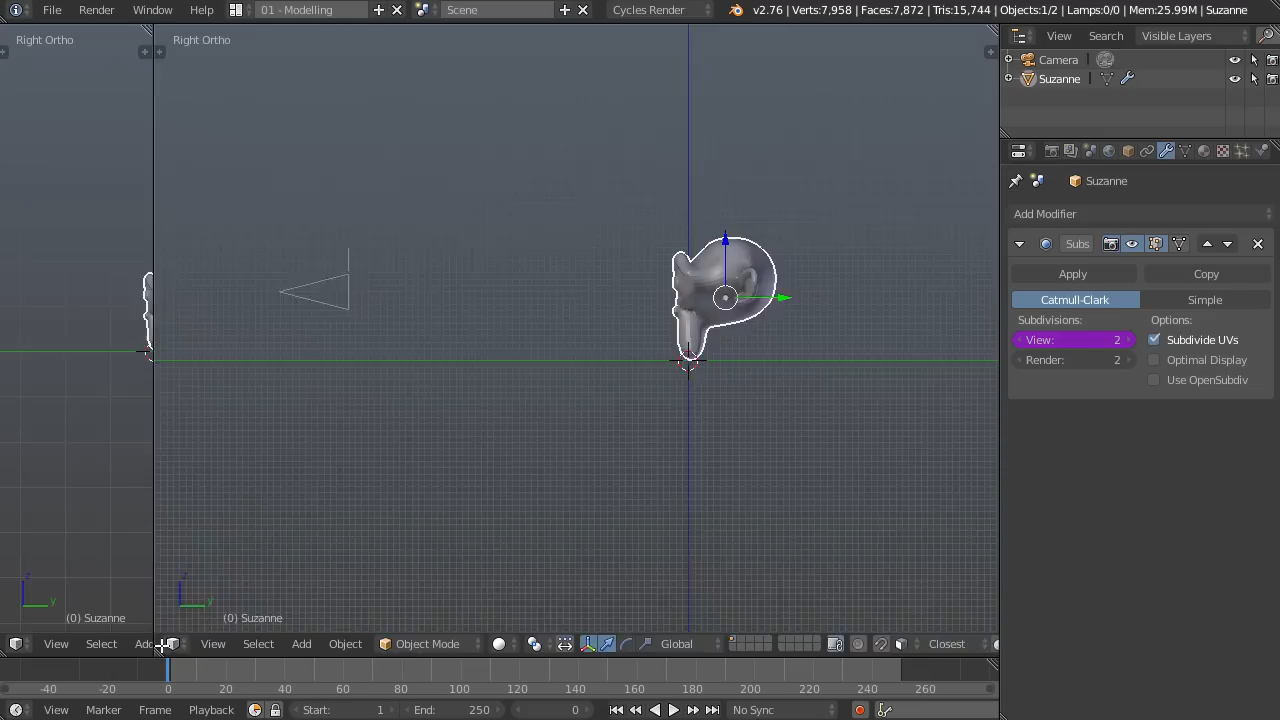 File Render Window Help 01 - Modelling Scene Cycles Render v2.76 | Verts:7,958 | Faces:7,872 | Tris:15,744 | Objects:1/2 | Lamps:0/0 | Mem:25.99M | Suzanne
Right Ortho Right Ortho
View Search Visible Layers
Camera
Suzanne
Suzanne
Add Modifier
Subs
Apply Copy
Catmull-Clark Simple
Subdivisions: Options:
View: 2 Subdivide UVs
Render: 2 Optimal Display
Use OpenSubdiv
z z
y y
(0) Suzanne (0) Suzanne
View Select Add View Select Add Object Object Mode Global Closest
-40 -20 0 20 40 60 80 100 120 140 160 180 200 220 240 260
View Marker Frame Playback Start: 1 End: 250 0 No Sync